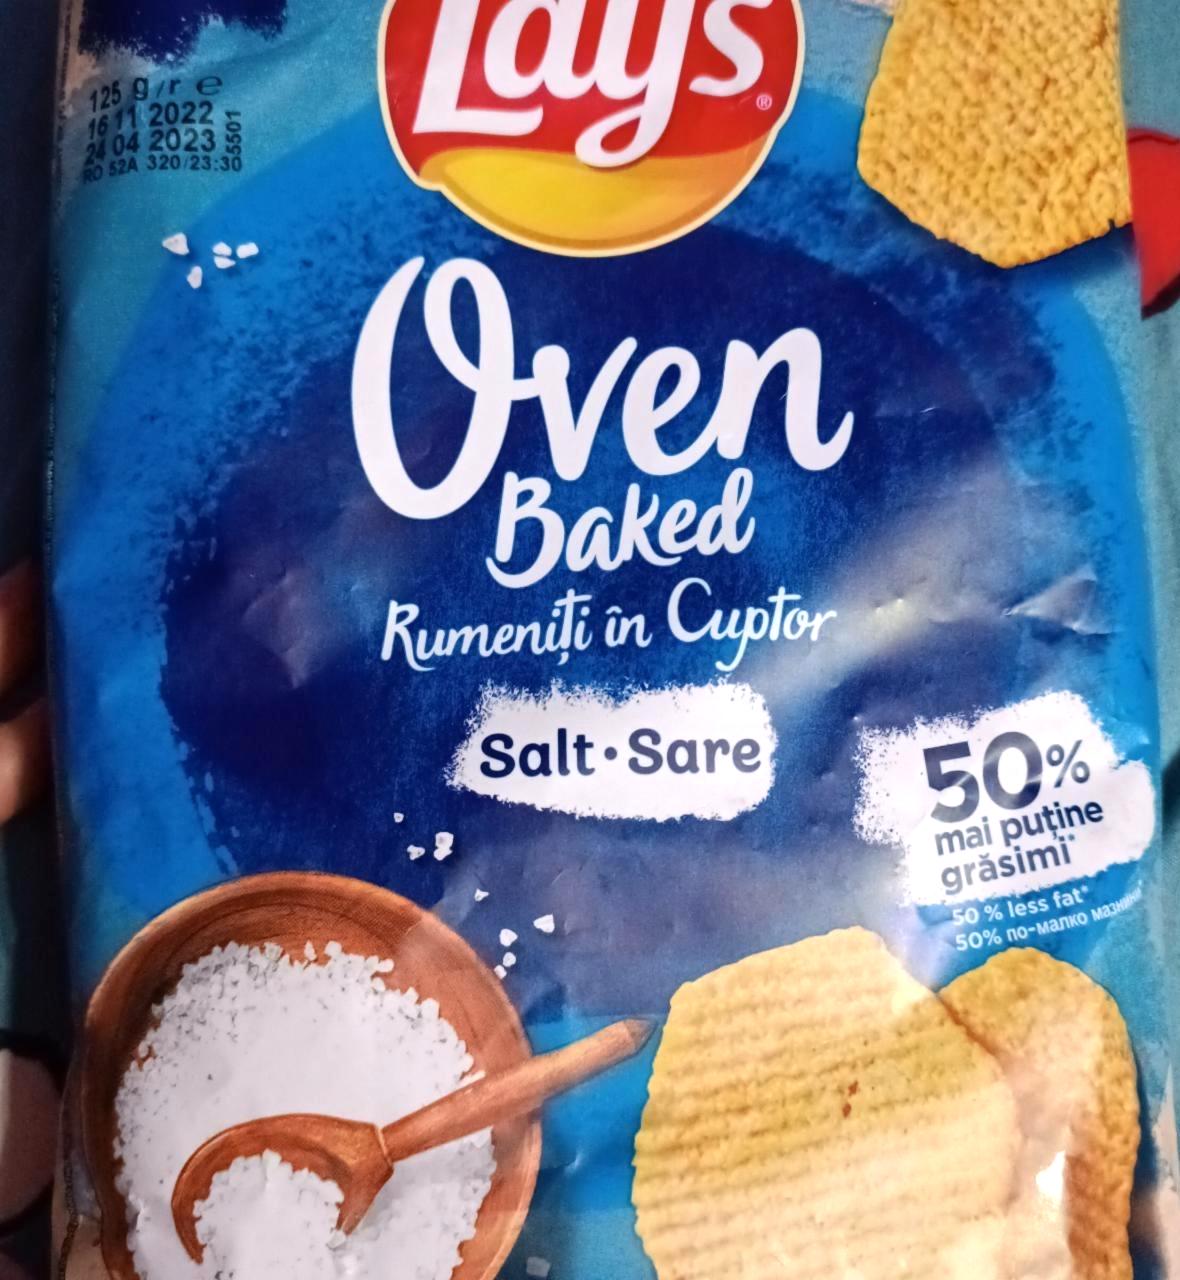 Lay's
®
125 g/г e
16 11 2022
24 04 2023
RO 52A 320/23:30
5501
Oven
Baked
Rumeniți în Cuptor
Salt • Sare
50%
mai puține
grăsimi*
50 % less fat*
50% по-малко